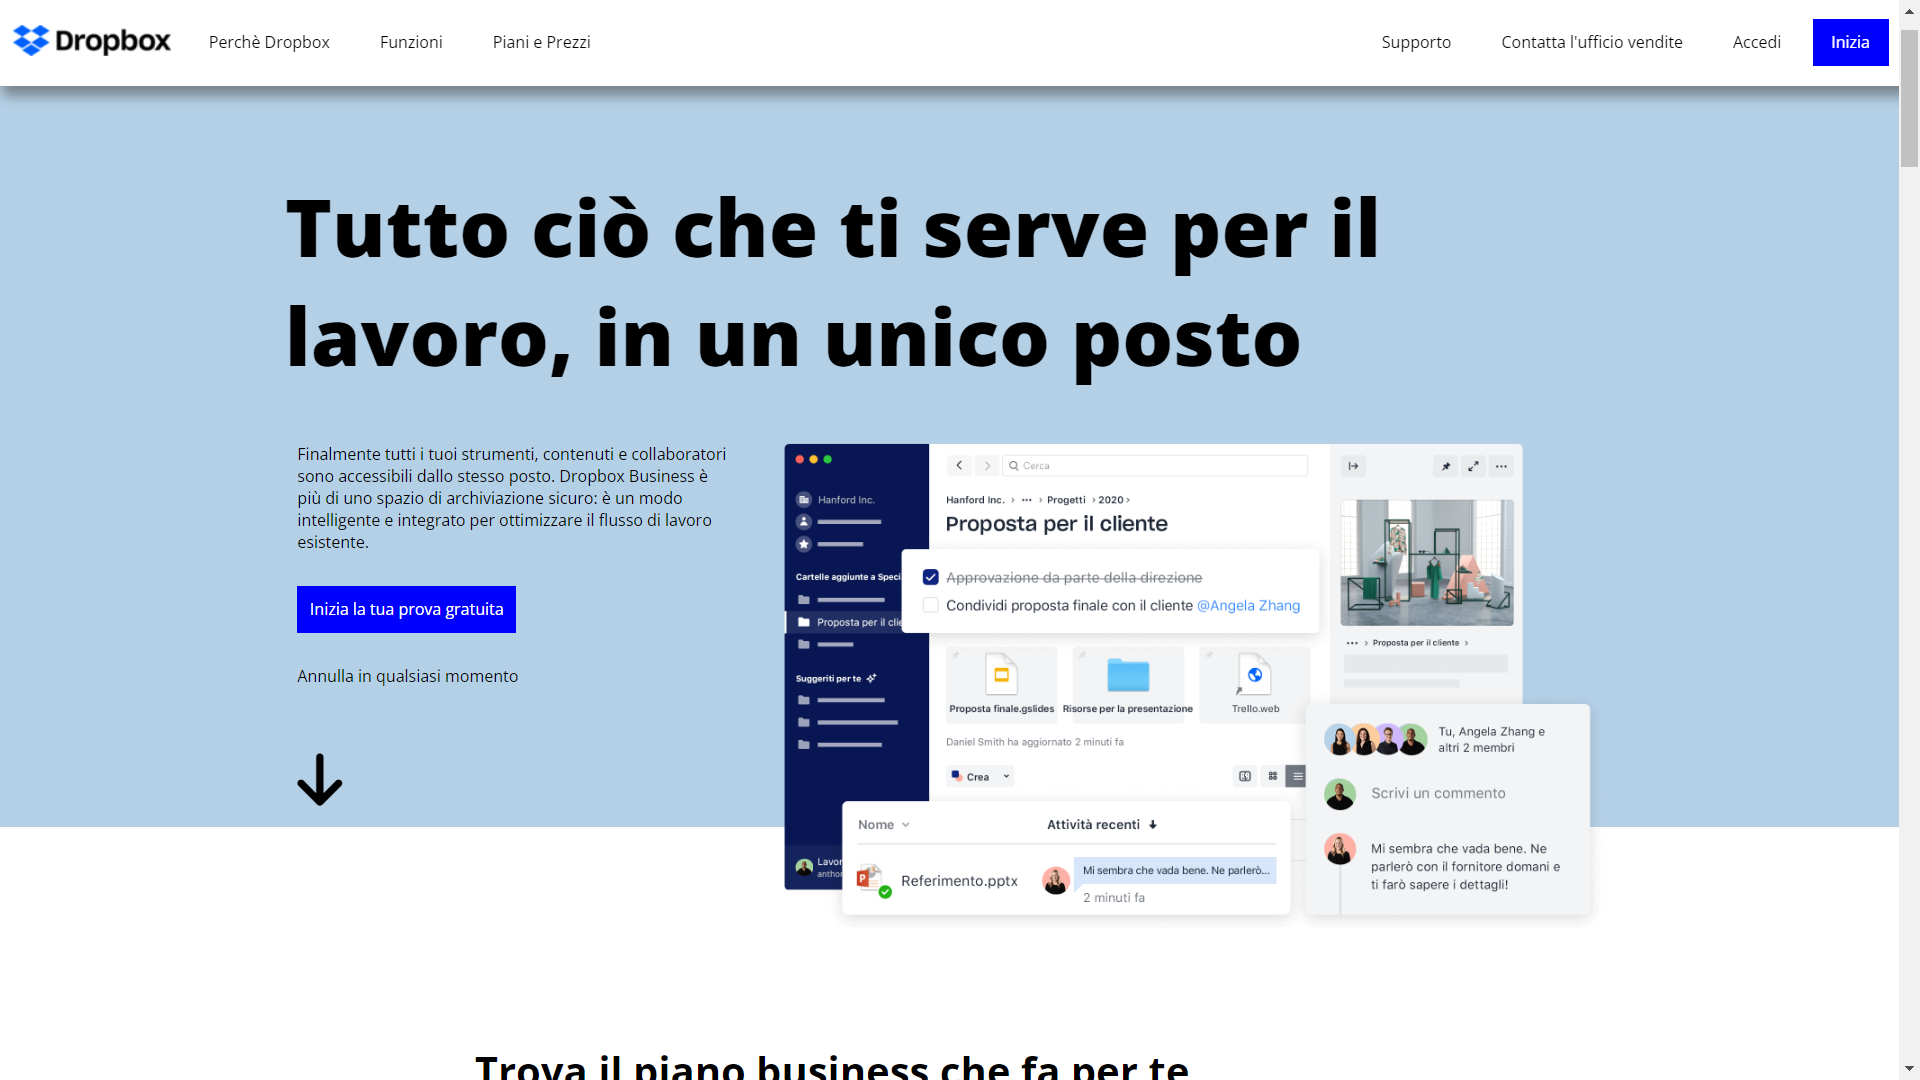 Dropbox
Perchè Dropbox
Funzioni
Piani e Prezzi
Supporto
Contatta l'ufficio vendite
Accedi
Inizia
Tutto ciò che ti serve per il
lavoro, in un unico posto
Finalmente tutti i tuoi strumenti, contenuti e collaboratori
sono accessibili dallo stesso posto. Dropbox Business è
più di uno spazio di archiviazione sicuro: è un modo
intelligente e integrato per ottimizzare il flusso di lavoro
esistente.
Inizia la tua prova gratuita
Annulla in qualsiasi momento
Hanford Inc.
Cartelle aggiunte a Speci
Proposta per il clie
Suggeriti per te
Lavor
antho
Cerca
Hanford Inc. › ··· › Progetti › 2020 ›
Proposta per il cliente
Approvazione da parte della direzione
Condividi proposta finale con il cliente @Angela Zhang
Proposta finale.gslides
Risorse per la presentazione
Trello.web
Daniel Smith ha aggiornato 2 minuti fa
Crea
Nome
Attività recenti
Referimento.pptx
Mi sembra che vada bene. Ne parlerò...
2 minuti fa
··· › Proposta per il cliente ›
Tu, Angela Zhang e
altri 2 membri
Scrivi un commento
Mi sembra che vada bene. Ne
parlerò con il fornitore domani e
ti farò sapere i dettagli!
Trova il piano business che fa per te